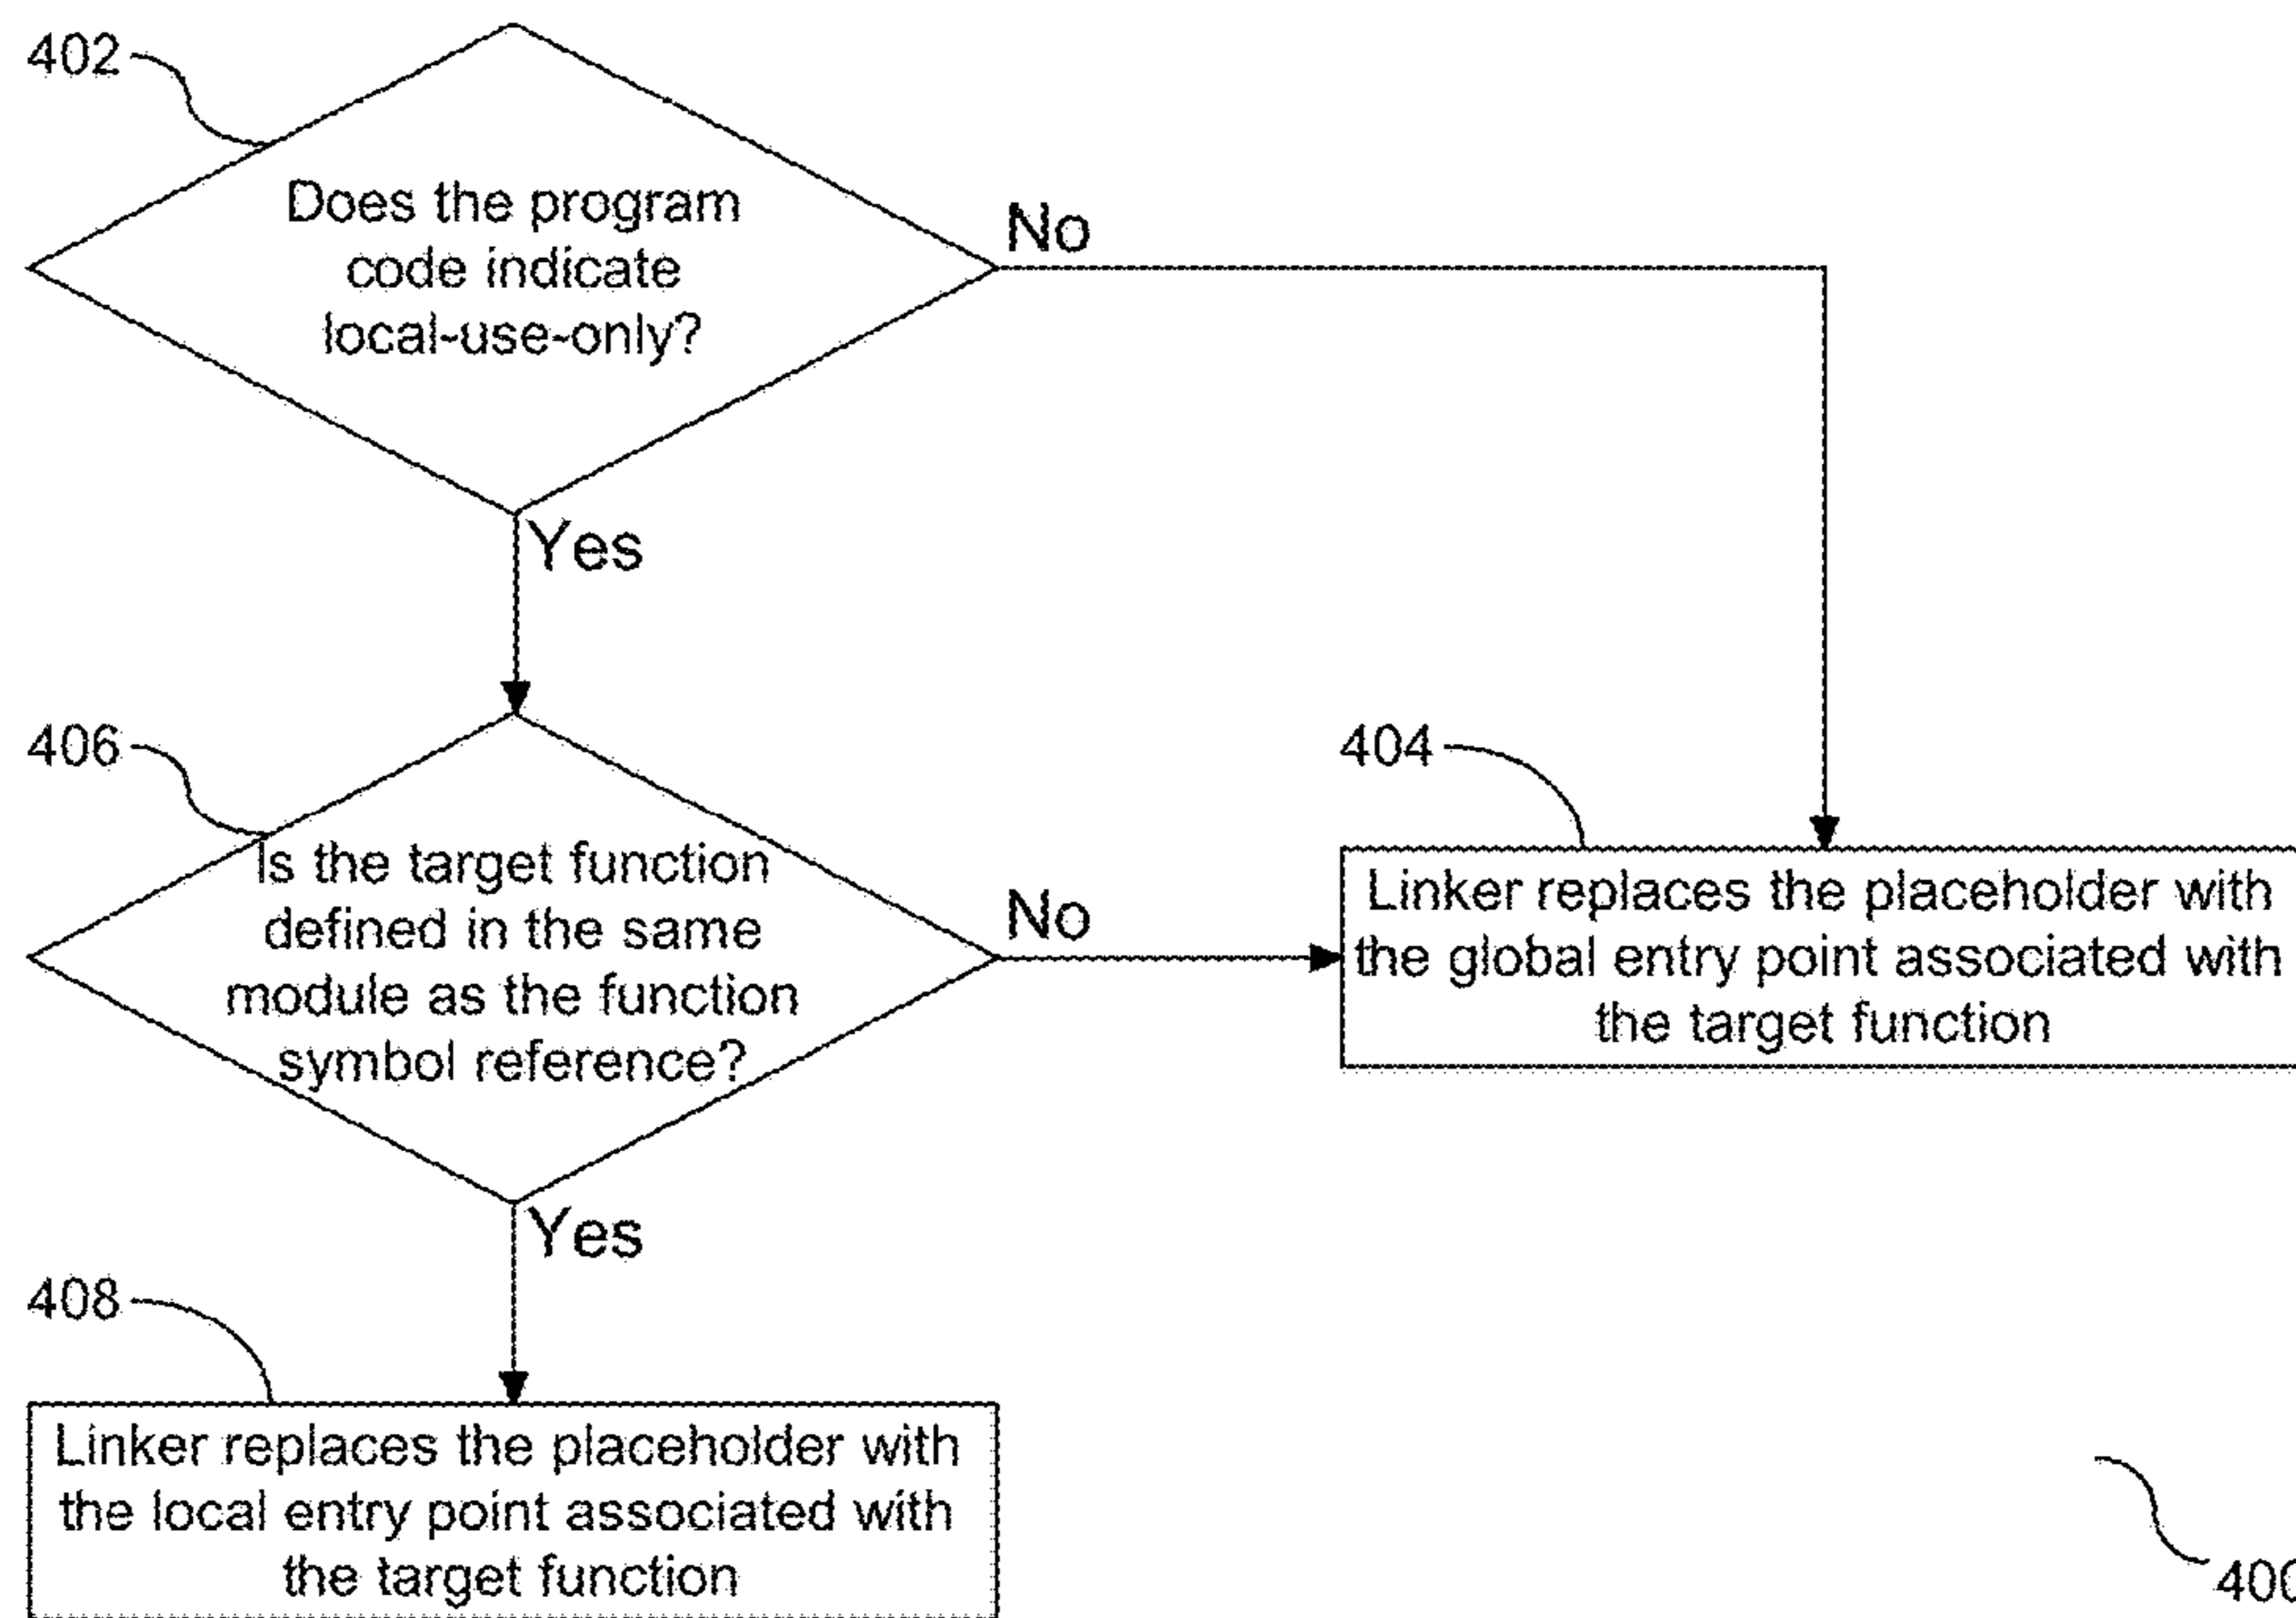 402
Does the program
code indicate
local-use-only?
No
Yes
406
Is the target function
defined in the same
module as the function
symbol reference?
No
Yes
404
Linker replaces the placeholder with
the global entry point associated with
the target function
408
Linker replaces the placeholder with
the local entry point associated with
the target function
400